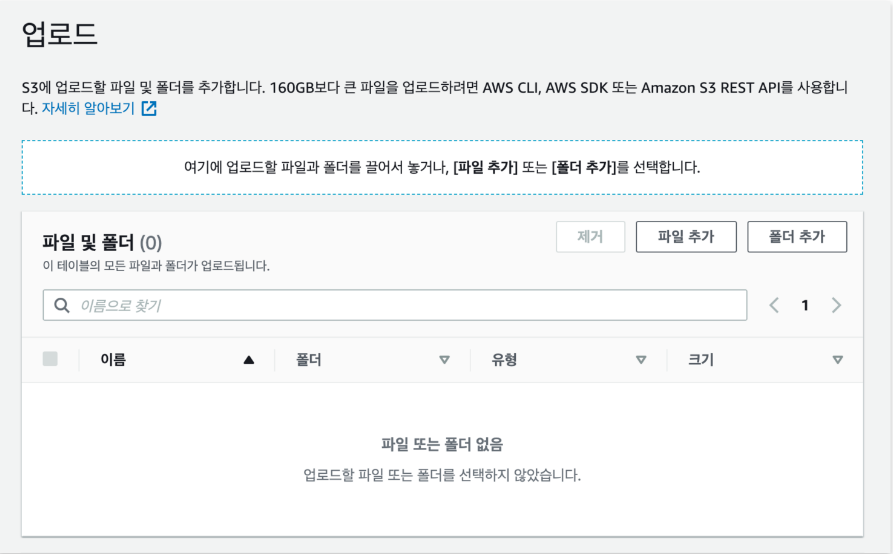 업로드
S3에 업로드할 파일 및 폴더를 추가합니다. 160GB보다 큰 파일을 업로드하려면 AWS CLI, AWS SDK 또는 Amazon S3 REST API를 사용합니
다. 자세히 알아보기
여기에 업로드할 파일과 폴더를 끌어서 놓거나, [파일 추가] 또는 [폴더 추가]를 선택합니다.
파일 및 폴더 (0)
제거 파일 추가 폴더 추가
이 테이블의 모든 파일과 폴더가 업로드됩니다.
이름으로 찾기 1
이름 폴더 유형 크기
파일 또는 폴더 없음
업로드할 파일 또는 폴더를 선택하지 않았습니다.